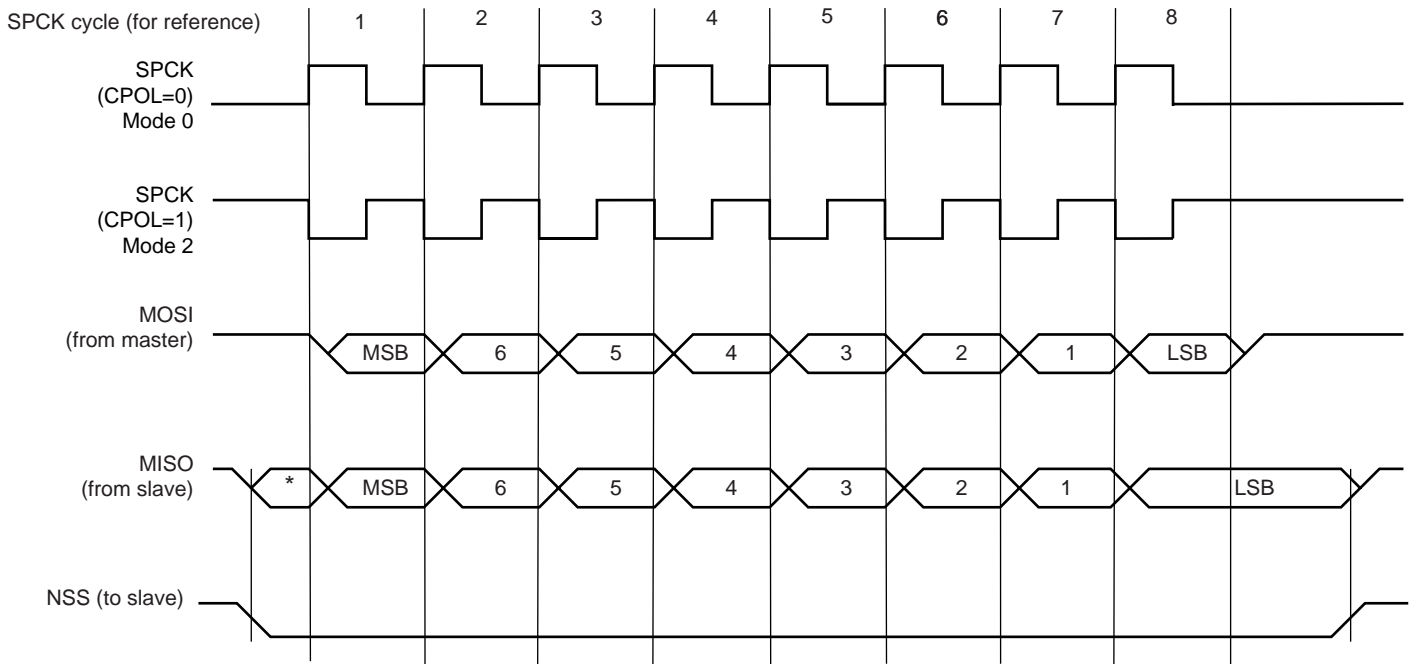 SPCK cycle (for reference) 1 2 3 4 5 6 7 8
SPCK
(CPOL=0)
Mode 0
SPCK
(CPOL=1)
Mode 2
MOSI
(from master)
MSB 6 5 4 3 2 1 LSB
MISO
(from slave)
* MSB 6 5 4 3 2 1 LSB
NSS (to slave)